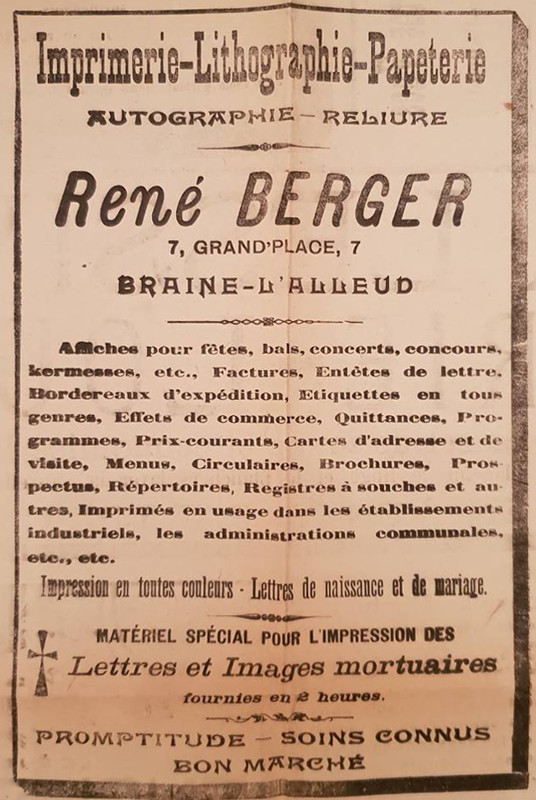 Imprimerie-Lithographie-Papeterie
AUTOGRAPHIE - RELIURE
René BERGER
7, GRAND'PLACE, 7
BRAINE-L'ALLEUD
Affiches pour fêtes, bals, concerts, concours,
kermesses, etc., Factures, Entêtes de lettre,
Bordereaux d'expédition, Etiquettes en tous
genres, Effets de commerce, Quittances, Pro-
grammes, Prix-courants, Cartes d'adresse et de
visite, Menus, Circulaires, Brochures, Pros-
pectus, Répertoires, Registres à souches et au-
tres, Imprimés en usage dans les établissements
industriels, les administrations communales,
etc., etc.
Impression en toutes couleurs - Lettres de naissance et de mariage.
MATÉRIEL SPÉCIAL POUR L'IMPRESSION DES
Lettres et Images mortuaires
fournies en 2 heures.
PROMPTITUDE - SOINS CONNUS
BON MARCHÉ